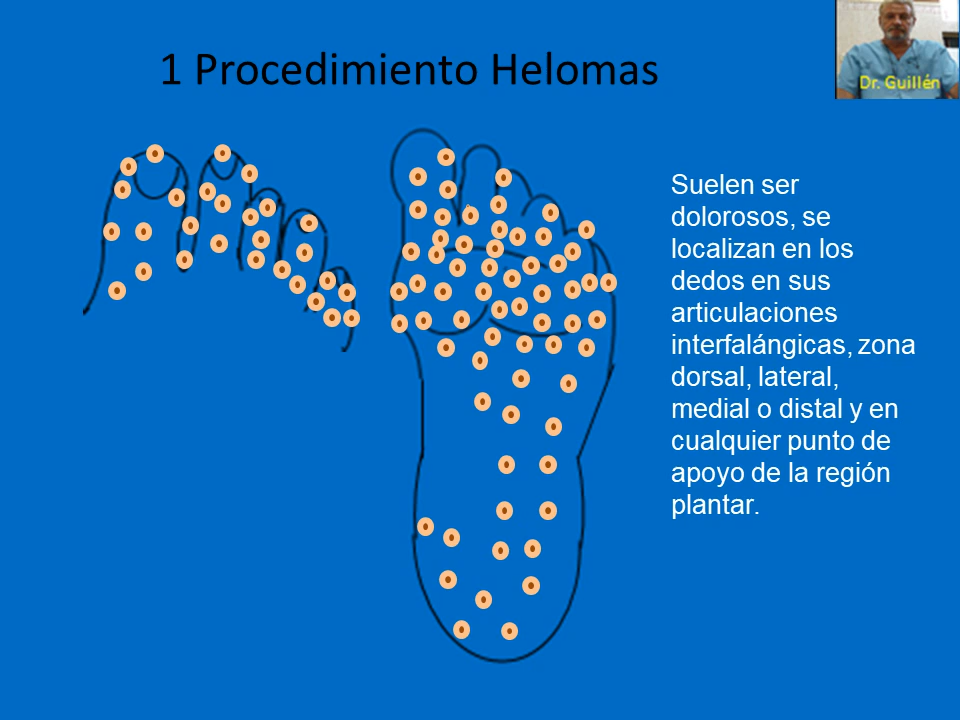 1 Procedimiento Helomas
Dr. Guillén
Suelen ser
dolorosos, se
localizan en los
dedos en sus
articulaciones
interfalángicas, zona
dorsal, lateral,
medial o distal y en
cualquier punto de
apoyo de la región
plantar.